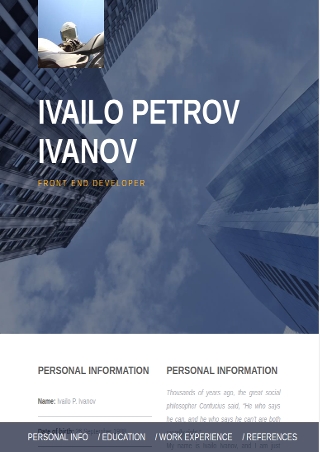 IVAILO PETROV
IVANOV
FRONT END DEVELOPER
PERSONAL INFORMATION
Name: Ivailo P. Ivanov
PERSONAL INFORMATION
Thousands of years ago, the great social
philosopher Confucius said, "He who says
he can, and he who says he can't are both
PERSONAL INFO / EDUCATION / WORK EXPERIENCE / REFERENCES